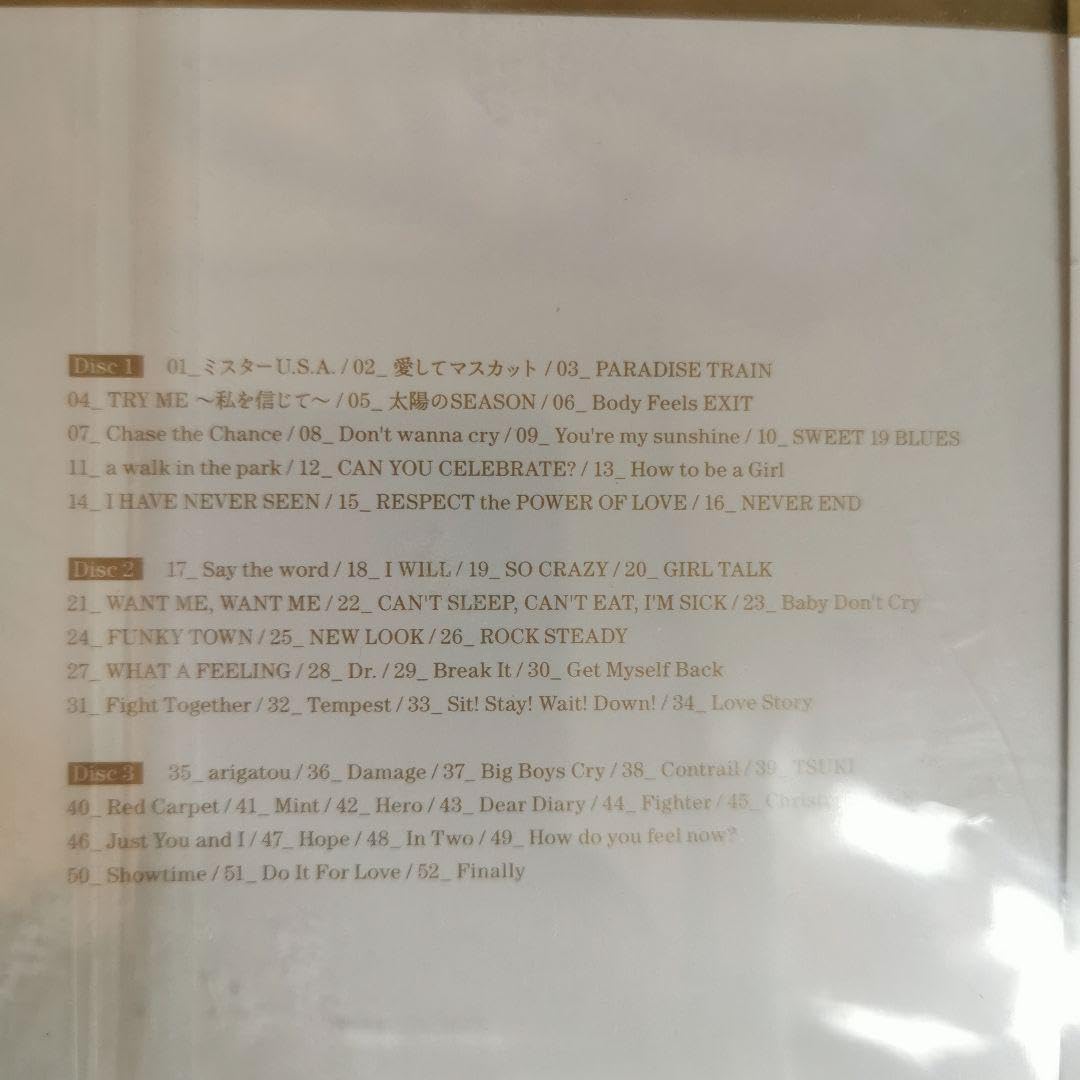 Disc 1 01_ミスターU.S.A. / 02_ 愛してマスカット / 03_ PARADISE TRAIN
04_ TRY ME ～私を信じて～ / 05_ 太陽のSEASON / 06_ Body Feels EXIT
07_ Chase the Chance / 08_ Don't wanna cry / 09_ You're my sunshine / 10_ SWEET 19 BLUES
11_ a walk in the park / 12_ CAN YOU CELEBRATE? / 13_ How to be a Girl
14_ I HAVE NEVER SEEN / 15_ RESPECT the POWER OF LOVE / 16_ NEVER END
Disc 2 17_ Say the word / 18_ I WILL / 19_ SO CRAZY / 20_ GIRL TALK
21_ WANT ME, WANT ME / 22_ CAN'T SLEEP, CAN'T EAT, I'M SICK / 23_ Baby Don't Cry
24_ FUNKY TOWN / 25_ NEW LOOK / 26_ ROCK STEADY
27_ WHAT A FEELING / 28_ Dr. / 29_ Break It / 30_ Get Myself Back
31_ Fight Together / 32_ Tempest / 33_ Sit! Stay! Wait! Down! / 34_ Love Story
Disc 3 35_ arigatou / 36_ Damage / 37_ Big Boys Cry / 38_ Contrail / 39_ TSUKI
40_ Red Carpet / 41_ Mint / 42_ Hero / 43_ Dear Diary / 44_ Fighter / 45_
46_ Just You and I / 47_ Hope / 48_ In Two / 49_ How do you feel now?
50_ Showtime / 51_ Do It For Love / 52_ Finally